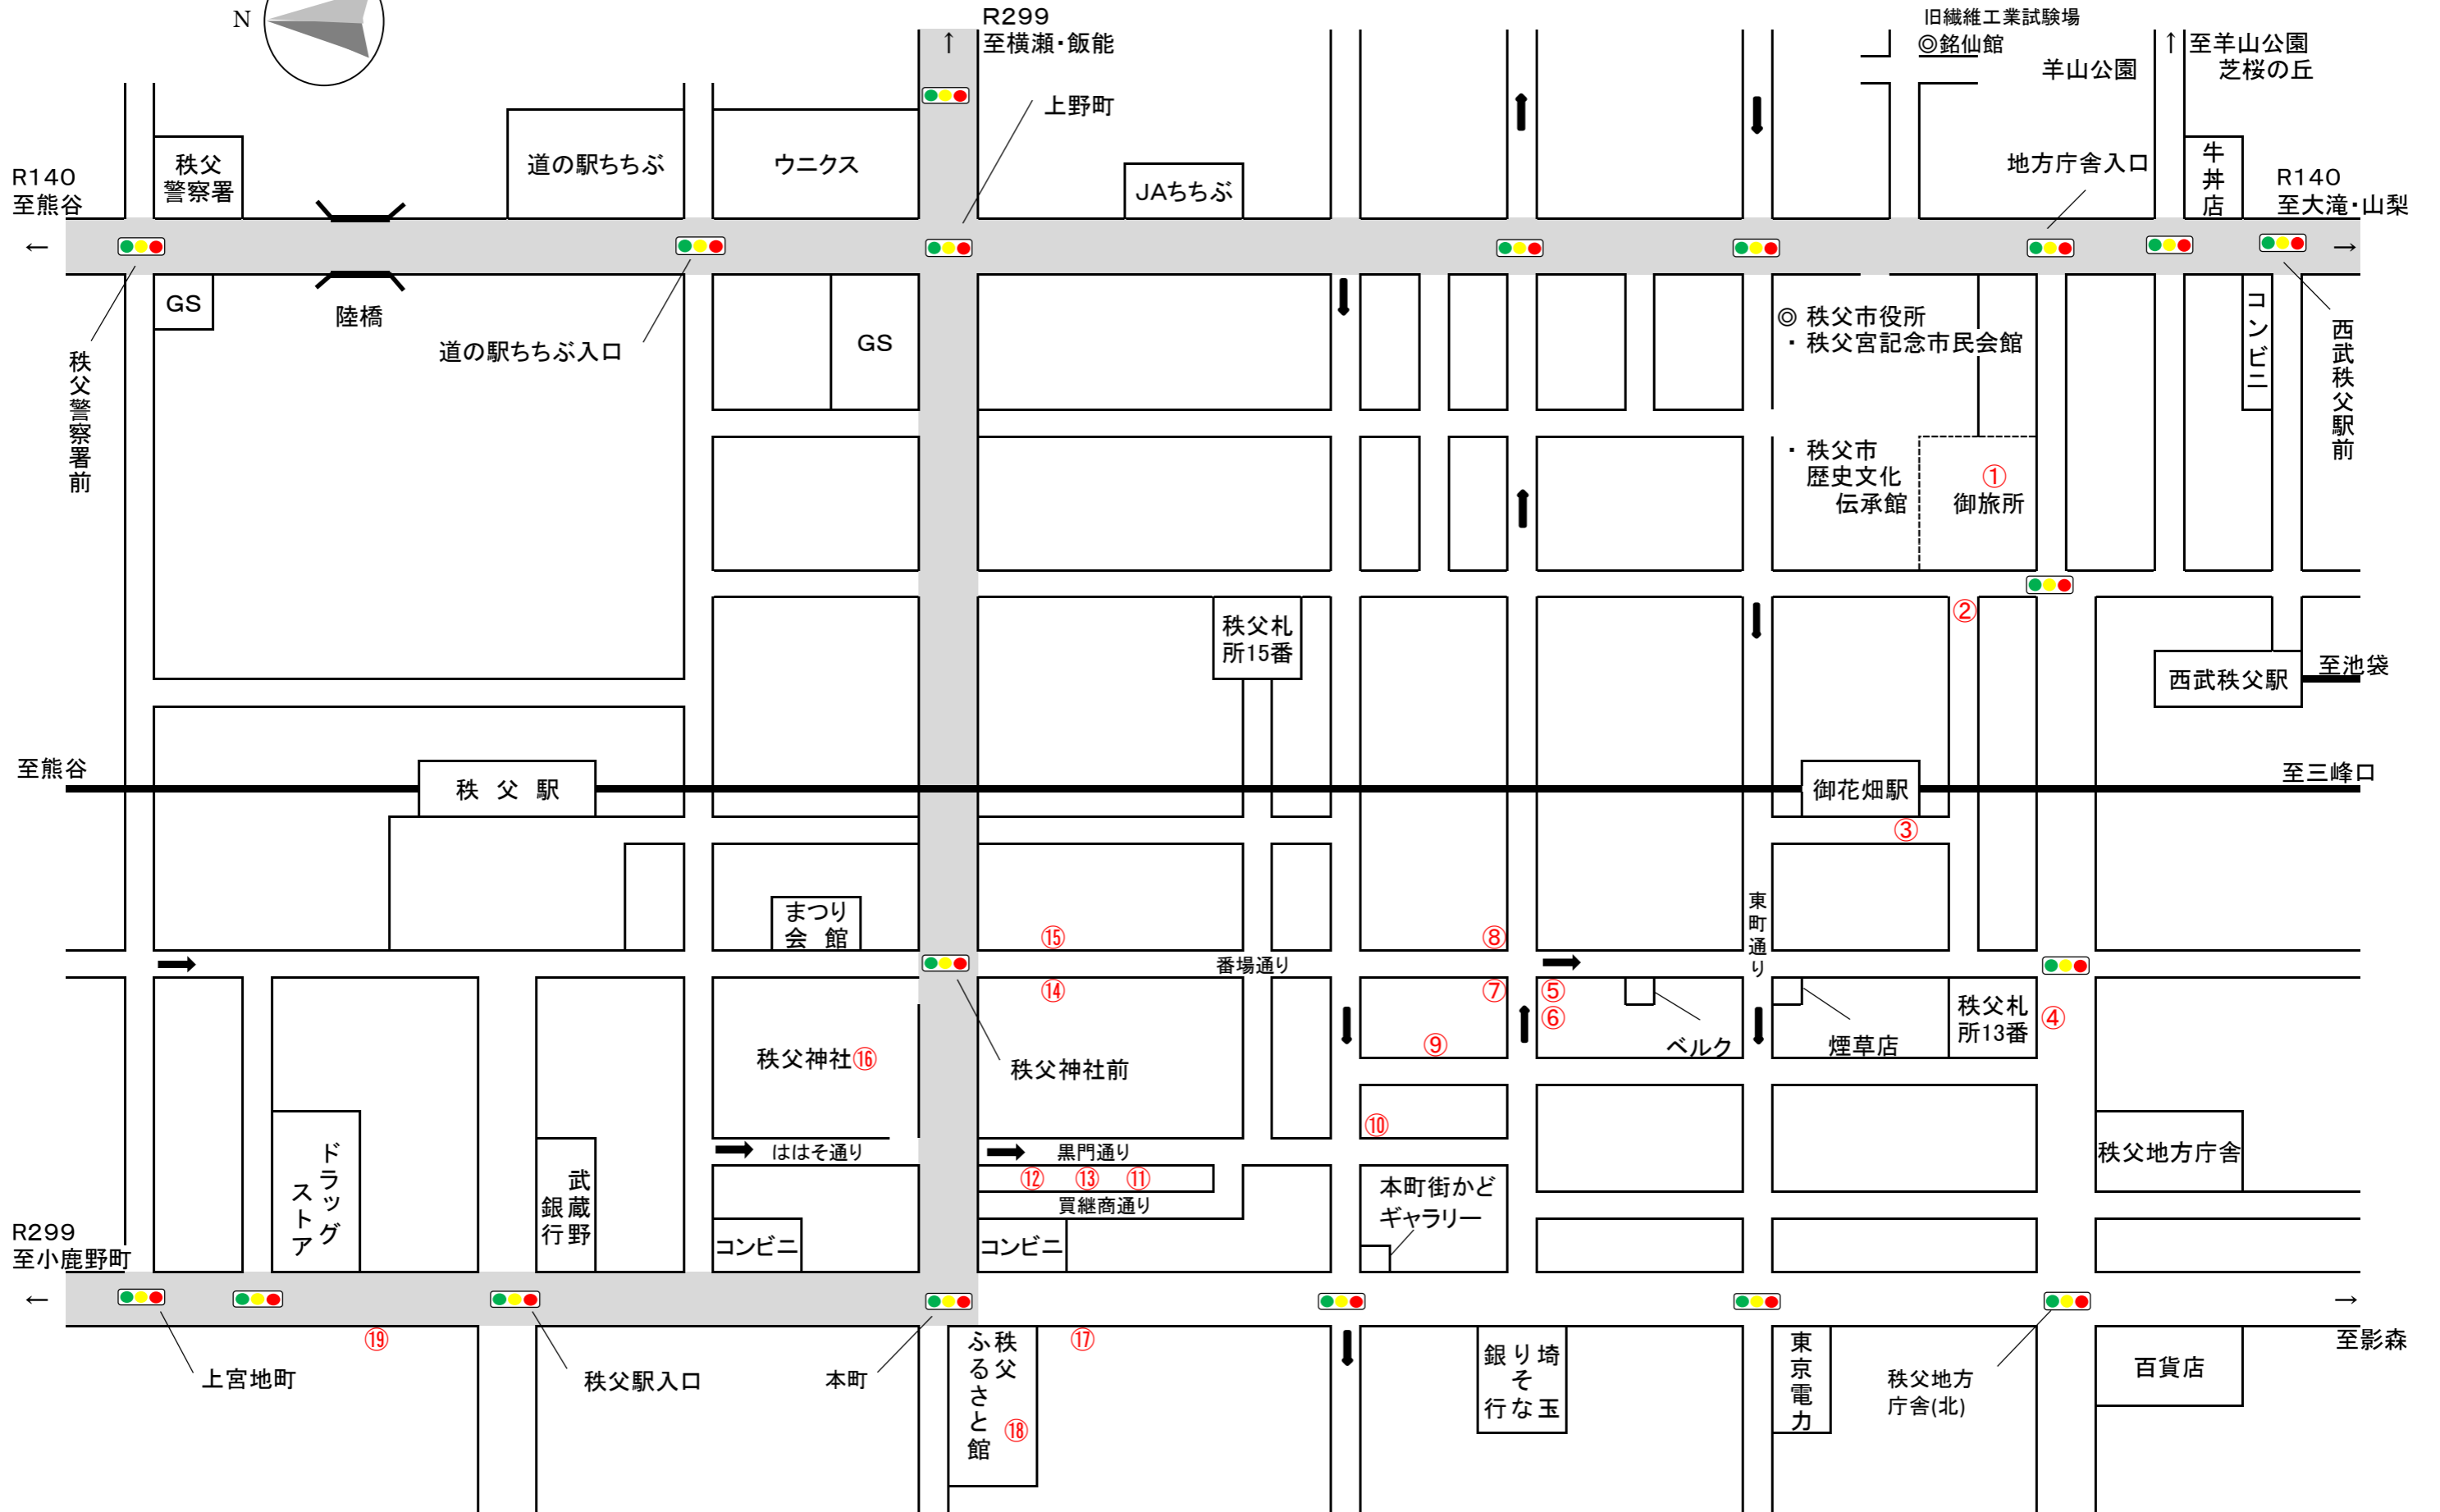 N
R299
至横瀬・飯能
↑
旧繊維工業試験場
◎銘仙館
羊山公園
↑至羊山公園
芝桜の丘
上野町
R140
至熊谷
←
秩父
警察署
道の駅ちちぶ
ウニクス
JAちちぶ
地方庁舎入口
牛丼店
R140
至大滝・山梨
→
GS
陸橋
道の駅ちちぶ入口
GS
秩父警察署前
◎ 秩父市役所
・ 秩父宮記念市民会館
コンビニ
西武秩父駅前
・ 秩父市
歴史文化
伝承館
①
御旅所
②
秩父札
所15番
西武秩父駅
至池袋
至熊谷
秩 父 駅
御花畑駅
至三峰口
③
まつり
会 館
⑮
⑧
東町通り
番場通り
⑭
⑦
⑤
⑥
秩父札
所13番
④
秩父神社⑯
秩父神社前
⑨
ベルク
煙草店
⑩
ははそ通り
黒門通り
⑫
⑬
⑪
買継商通り
本町街かど
ギャラリー
秩父地方庁舎
ドラッグ
ストア
武蔵野
銀行
コンビニ
コンビニ
R299
至小鹿野町
←
→
至影森
⑲
上宮地町
秩父駅入口
本町
秩父
ふるさと館
⑱
⑰
埼玉
りそな
銀行
東京電力
秩父地方
庁舎(北)
百貨店